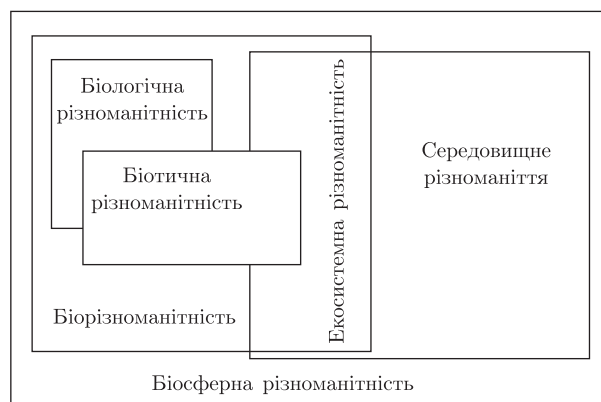 Біологічна
різноманітність
Біотична
різноманітність
Екосистемна різноманітність
Середовищне
різноманіття
Біорізноманітність
Біосферна різноманітність